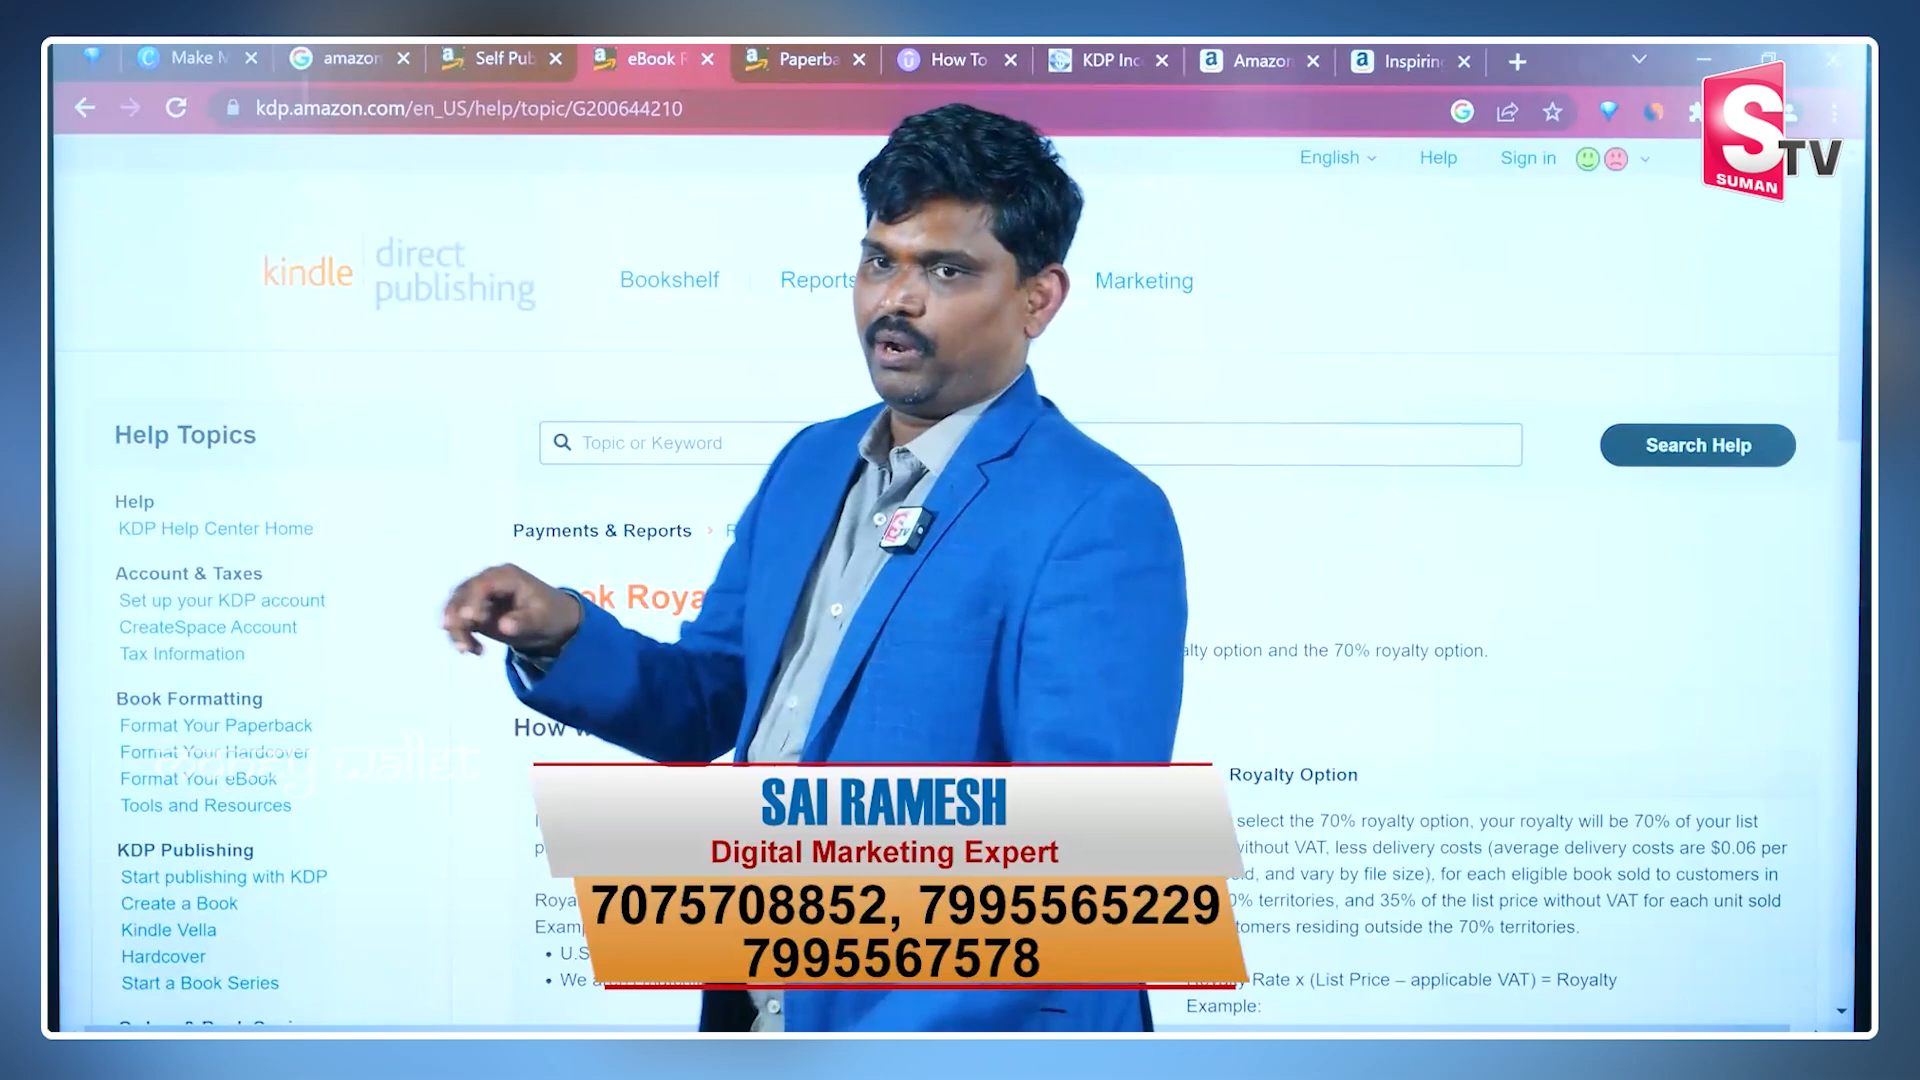 Make M
amazon
Self Pub
eBook R
Paperba
How To
KDP Inc
Amazon
Inspiring
kdp.amazon.com/en_US/help/topic/G200644210
S
TV
SUMAN
English
Help
Sign in
kindle
direct
publishing
Bookshelf
Reports
Marketing
Help Topics
Topic or Keyword
Search Help
Help
KDP Help Center Home
Payments & Reports
Account & Taxes
Set up your KDP account
CreateSpace Account
Tax Information
ok Roya
lty option and the 70% royalty option.
Book Formatting
Format Your Paperback
Format Your Hardcover
Format Your eBook
Tools and Resources
money wallet
How
Royalty Option
select the 70% royalty option, your royalty will be 70% of your list
without VAT, less delivery costs (average delivery costs are $0.06 per
d, and vary by file size), for each eligible book sold to customers in
0% territories, and 35% of the list price without VAT for each unit sold
tomers residing outside the 70% territories.
Rate x (List Price – applicable VAT) = Royalty
Example:
KDP Publishing
Start publishing with KDP
Create a Book
Kindle Vella
Hardcover
Start a Book Series
Roya
Exam
• U.S
• We a
SAI RAMESH
Digital Marketing Expert
7075708852, 7995565229
7995567578